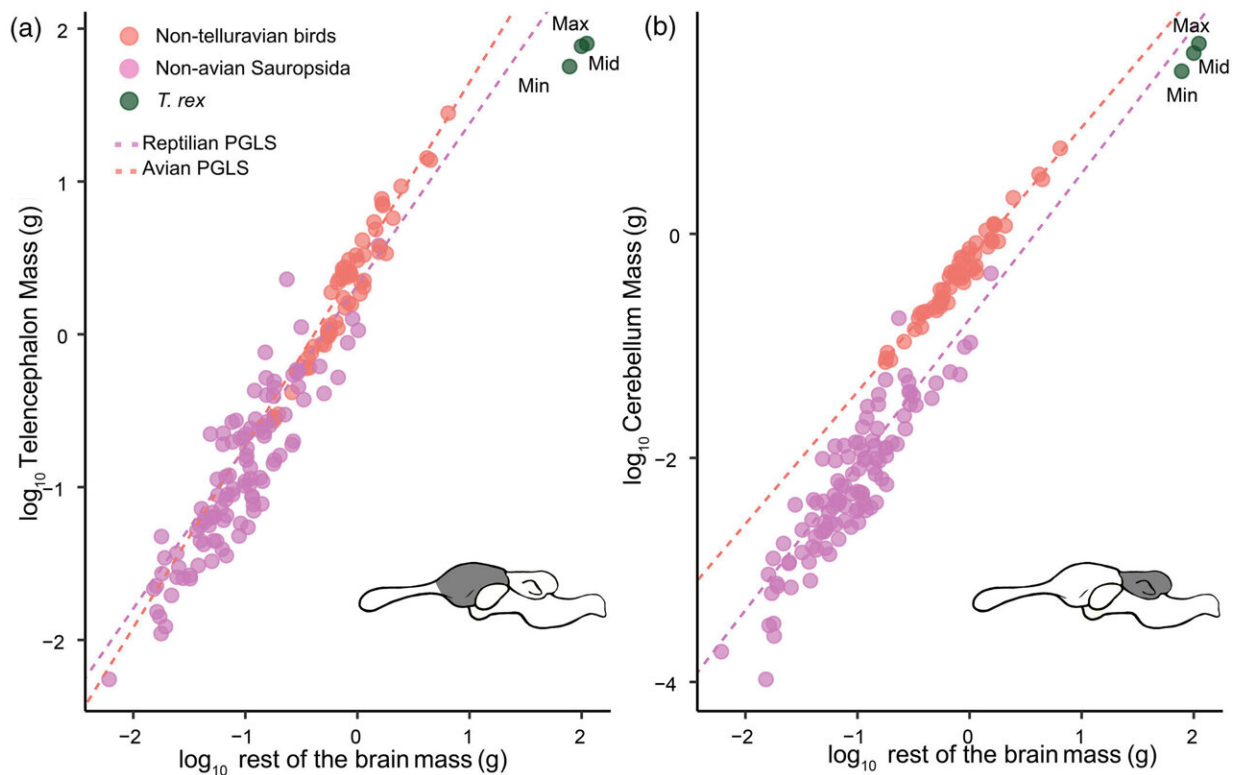 (a)
Non-telluravian birds
Non-avian Sauropsida
T. rex
Reptilian PGLS
Avian PGLS
Max
Mid
Min
2
1
0
−1
−2
log10 Telencephalon Mass (g)
−2 −1 0 1 2
log10 rest of the brain mass (g)
(b)
Max
Mid
Min
0
−2
−4
log10 Cerebellum Mass (g)
−2 −1 0 1 2
log10 rest of the brain mass (g)